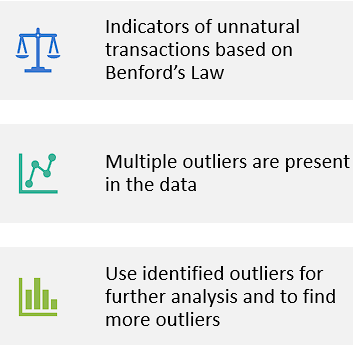 Indicators of unnatural
transactions based on
Benford’s Law
Multiple outliers are present
in the data
Use identified outliers for
further analysis and to find
more outliers